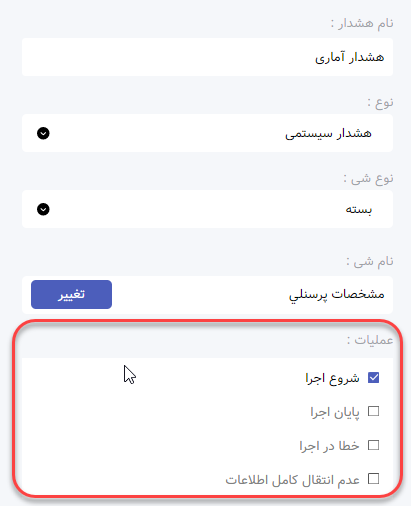 نام هشدار :
هشدار آماری
نوع :
هشدار سیستمی
نوع شی :
بسته
نام شی :
مشخصات پرسنلي
تغییر
عملیات :
شروع اجرا
پایان اجرا
خطا در اجرا
عدم انتقال کامل اطلاعات